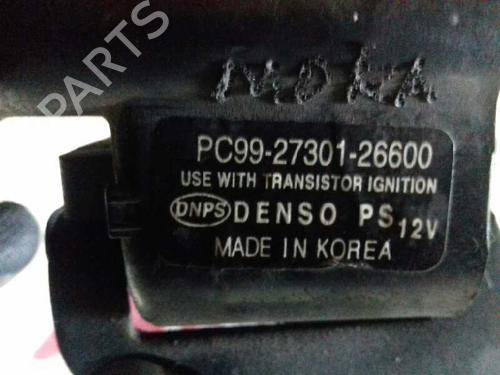 PARTS
MOKA
PC99-27301-26600
USE WITH TRANSISTOR IGNITION
DNPS DENSO PS 12V
MADE IN KOREA